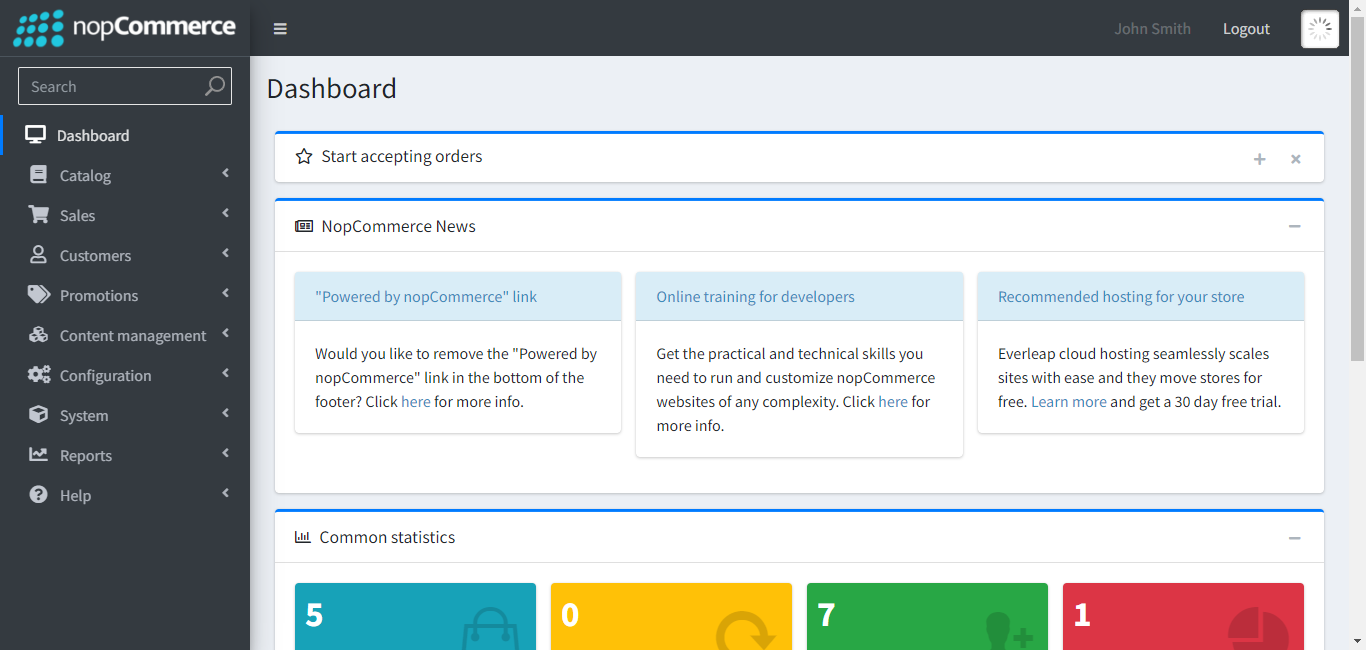 nopCommerce
John Smith
Logout
Search
Dashboard
Catalog
Sales
Customers
Promotions
Content management
Configuration
System
Reports
Help
Dashboard
Start accepting orders
NopCommerce News
"Powered by nopCommerce" link
Would you like to remove the "Powered by
nopCommerce" link in the bottom of the
footer? Click here for more info.
Online training for developers
Get the practical and technical skills you
need to run and customize nopCommerce
websites of any complexity. Click here for
more info.
Recommended hosting for your store
Everleap cloud hosting seamlessly scales
sites with ease and they move stores for
free. Learn more and get a 30 day free trial.
Common statistics
5
0
7
1